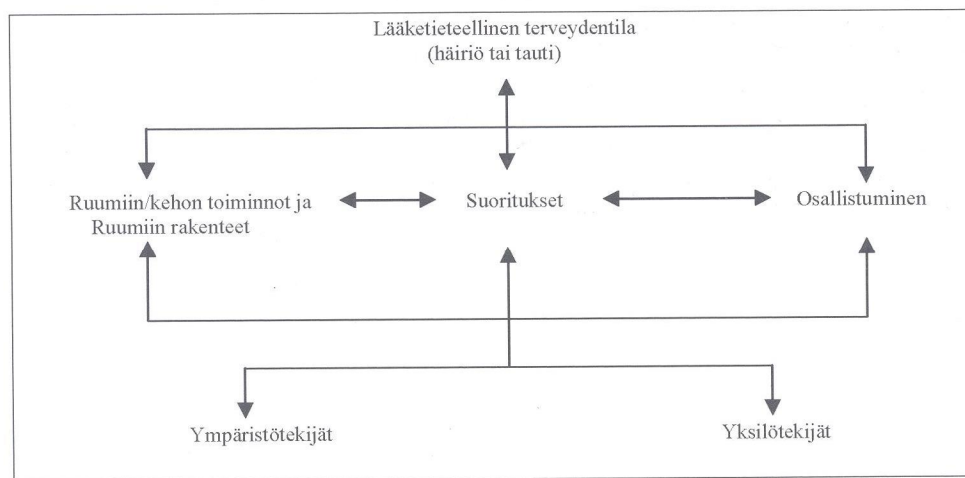 Lääketieteellinen terveydentila
(häiriö tai tauti)
Ruumiin/kehon toiminnot ja
Ruumiin rakenteet
Suoritukset
Osallistuminen
Ympäristötekijät
Yksilötekijät